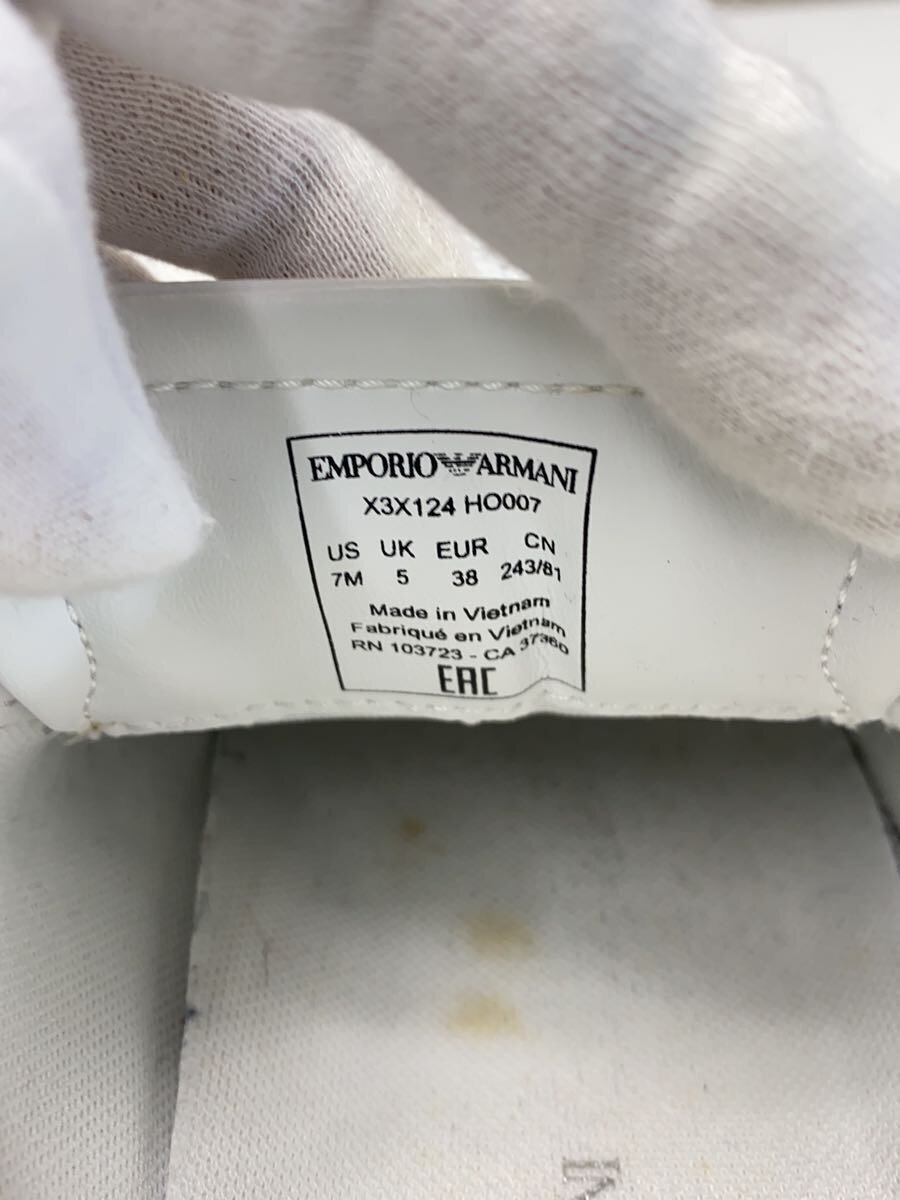 EMPORIO ARMANI
X3X124 HO007
US UK EUR CN
7M 5 38 243/81
Made in Vietnam
Fabriqué en Vietnam
RN 103723 - CA 37360
EAC